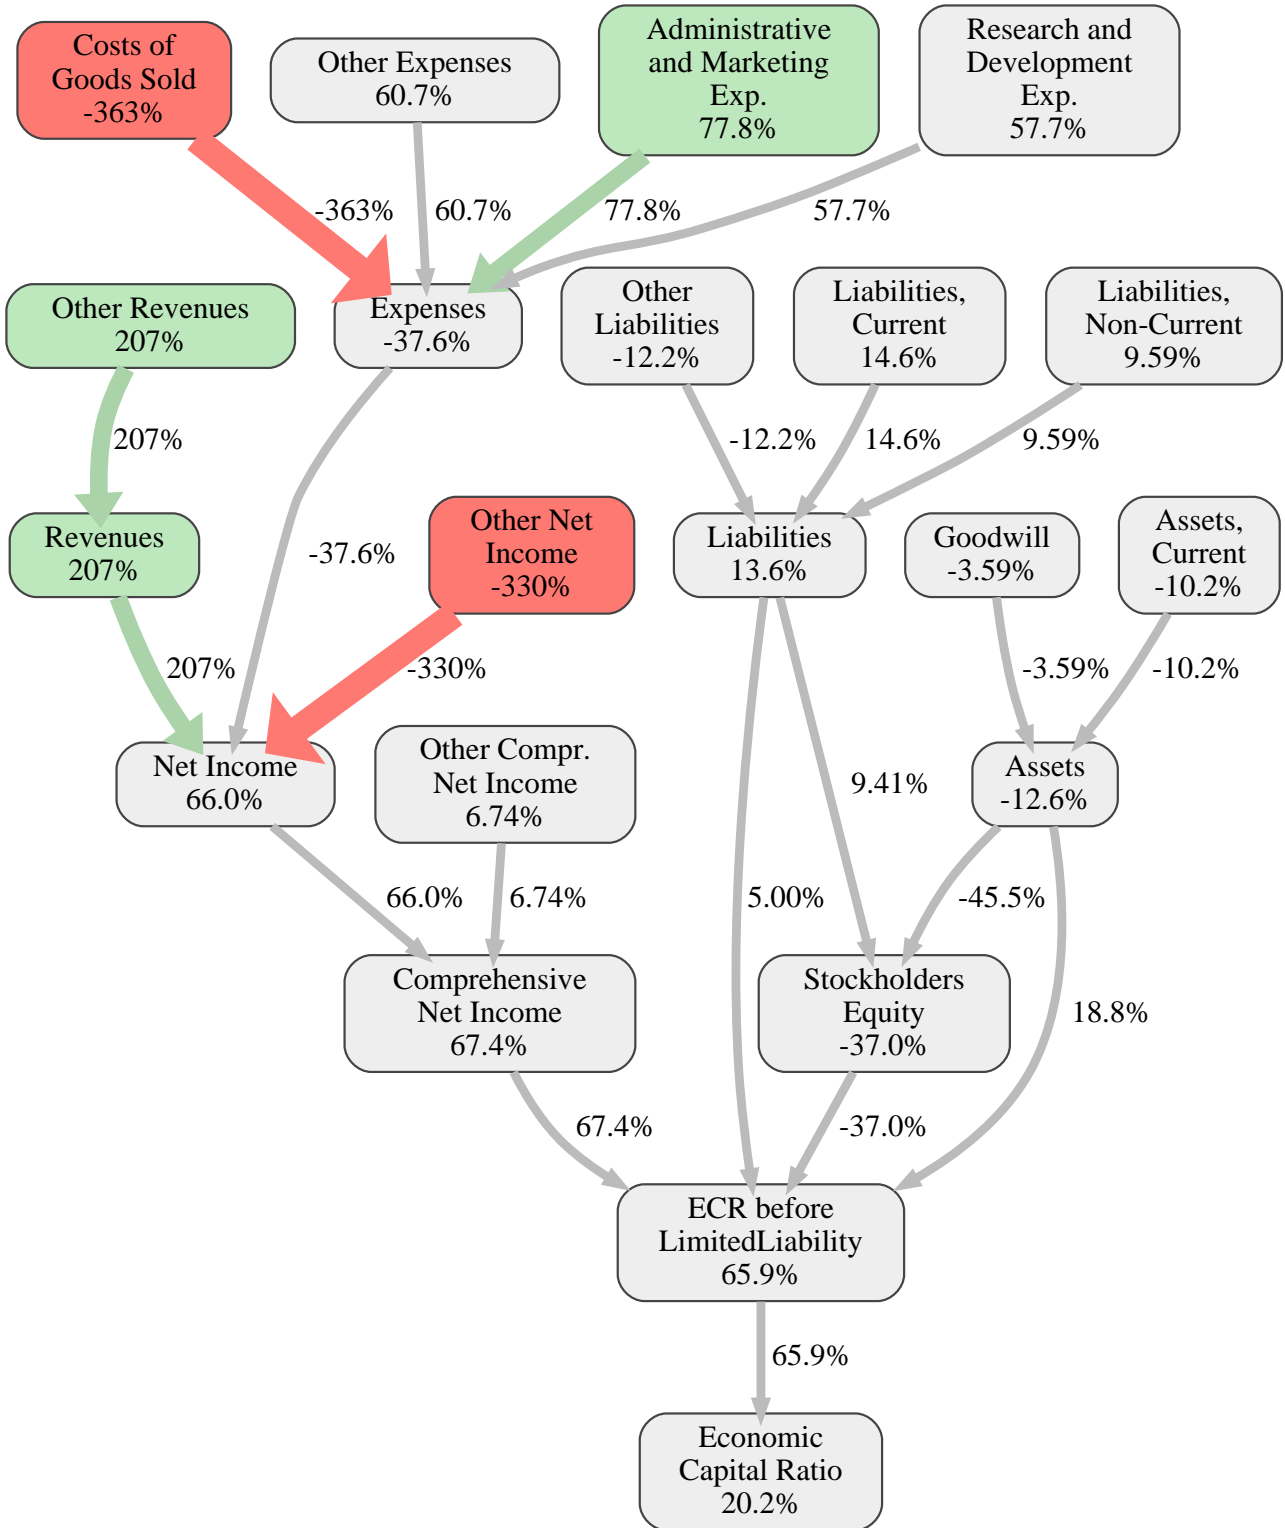 Costs of
Goods Sold
-363%
Other Expenses
60.7%
Administrative
and Marketing
Exp.
77.8%
Research and
Development
Exp.
57.7%
-363%
60.7%
77.8%
57.7%
Other Revenues
207%
Expenses
-37.6%
Other
Liabilities
-12.2%
Liabilities,
Current
14.6%
Liabilities,
Non-Current
9.59%
207%
-12.2%
14.6%
9.59%
Revenues
207%
-37.6%
Other Net
Income
-330%
Liabilities
13.6%
Goodwill
-3.59%
Assets,
Current
-10.2%
207%
-330%
-3.59%
-10.2%
Net Income
66.0%
Other Compr.
Net Income
6.74%
9.41%
Assets
-12.6%
66.0%
6.74%
5.00%
-45.5%
Comprehensive
Net Income
67.4%
Stockholders
Equity
-37.0%
18.8%
67.4%
-37.0%
ECR before
LimitedLiability
65.9%
65.9%
Economic
Capital Ratio
20.2%